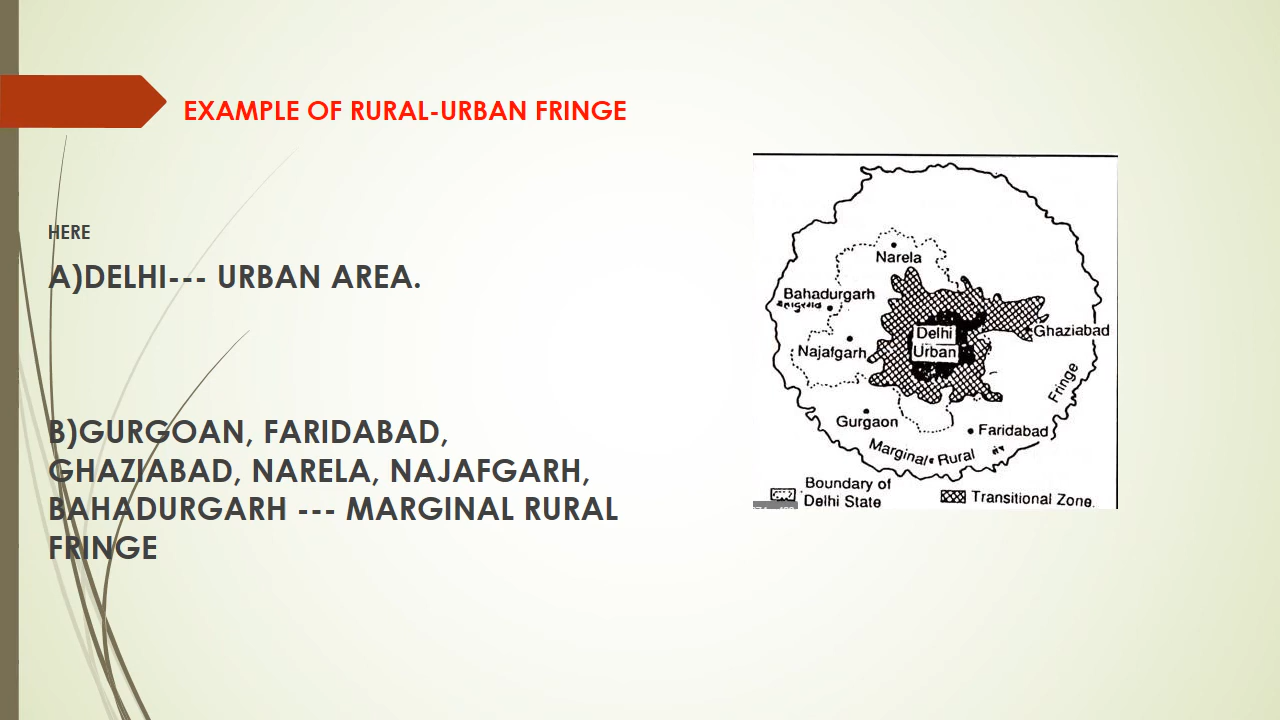 EXAMPLE OF RURAL-URBAN FRINGE
HERE
A)DELHI--- URBAN AREA.
B)GURGOAN, FARIDABAD,
GHAZIABAD, NARELA, NAJAFGARH,
BAHADURGARH --- MARGINAL RURAL
FRINGE
Narela
Bahadurgarh
Ghaziabad
Delhi
Urban
Najafgarh
Fringe
Gurgaon
Faridabad
Marginal Rural
Boundary of
Delhi State
Transitional Zone.